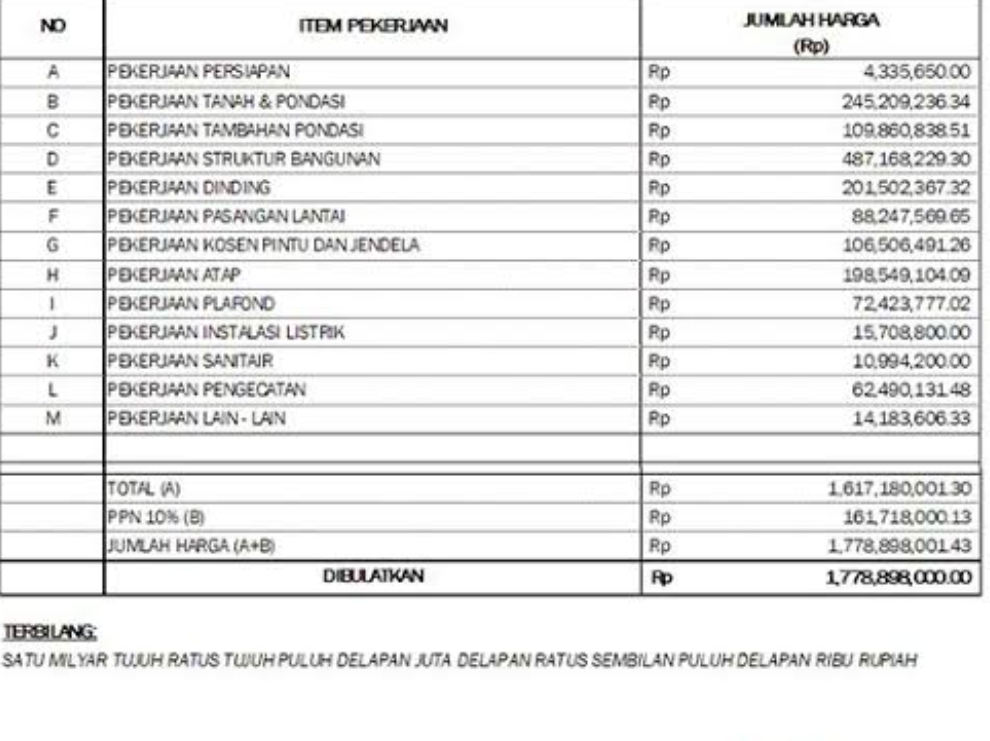 NO ITEM PEKERJAAN JUMLAH HARGA
(Rp)
A PEKERJAAN PERSIAPAN Rp 4,335,650.00
B PEKERJAAN TANAH & PONDASI Rp 245,209,236.34
C PEKERJAAN TAMBAHAN PONDASI Rp 109,860,838.51
D PEKERJAAN STRUKTUR BANGUNAN Rp 487,168,229.30
E PEKERJAAN DINDING Rp 201,502,367.32
F PEKERJAAN PASANGAN LANTAI Rp 88,247,569.65
G PEKERJAAN KOSEN PINTU DAN JENDELA Rp 106,506,491.26
H PEKERJAAN ATAP Rp 198,549,104.09
I PEKERJAAN PLAFOND Rp 72,423,777.02
J PEKERJAAN INSTALASI LISTRIK Rp 15,708,800.00
K PEKERJAAN SANITAIR Rp 10,994,200.00
L PEKERJAAN PENGECATAN Rp 62,490,131.48
M PEKERJAAN LAIN - LAIN Rp 14,183,606.33
TOTAL (A) Rp 1,617,180,001.30
PPN 10% (B) Rp 161,718,000.13
JUMLAH HARGA (A+B) Rp 1,778,898,001.43
DIBULATKAN Rp 1,778,898,000.00
TERBILANG:
SATU MILYAR TUJUH RATUS TUJUH PULUH DELAPAN JUTA DELAPAN RATUS SEMBILAN PULUH DELAPAN RIBU RUPIAH